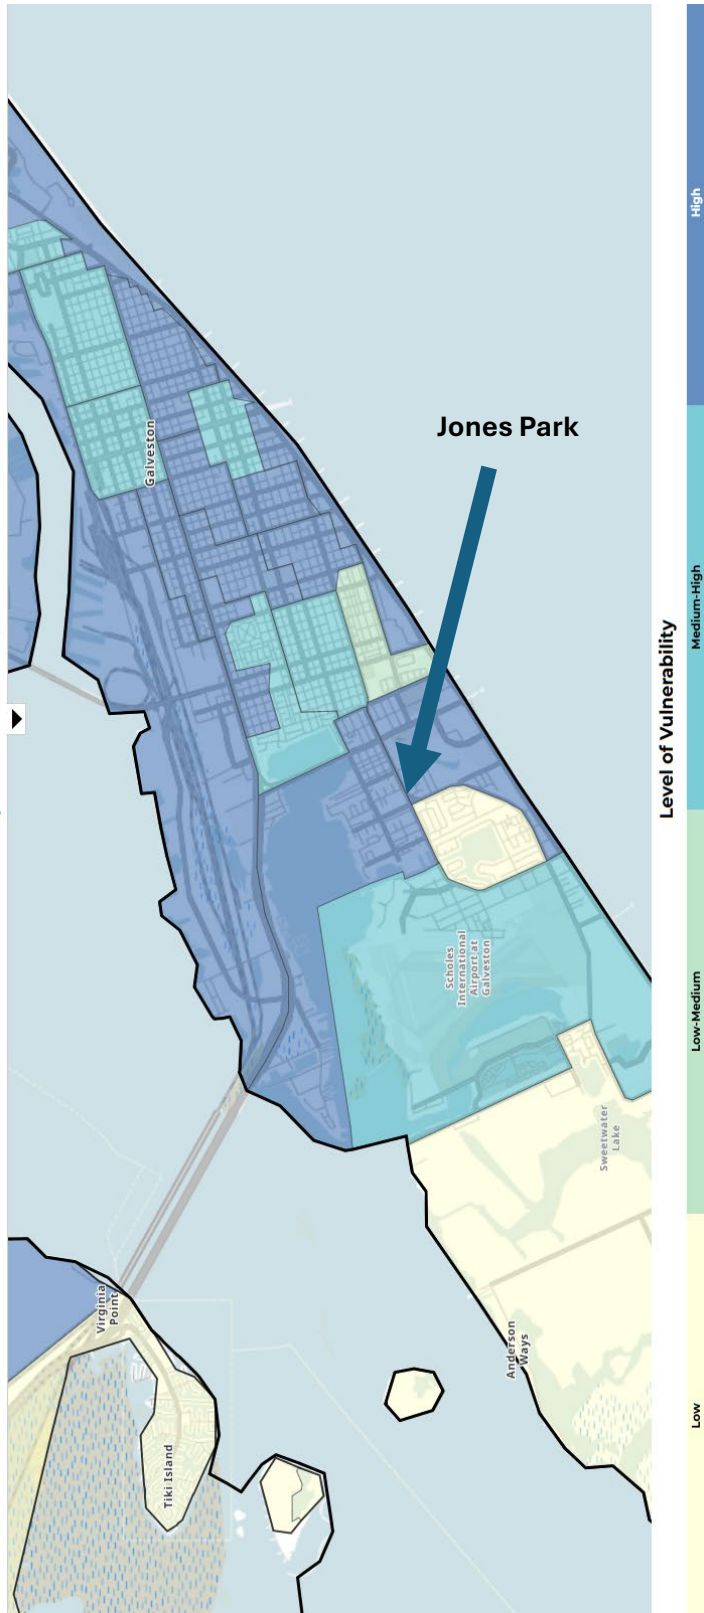 Jones Park
Galveston
Scholes
International
Airport at
Galveston
Sweetwater
Lake
Anderson
Ways
Virginia
Point
Tiki Island
Level of Vulnerability
High
Medium-High
Low-Medium
Low